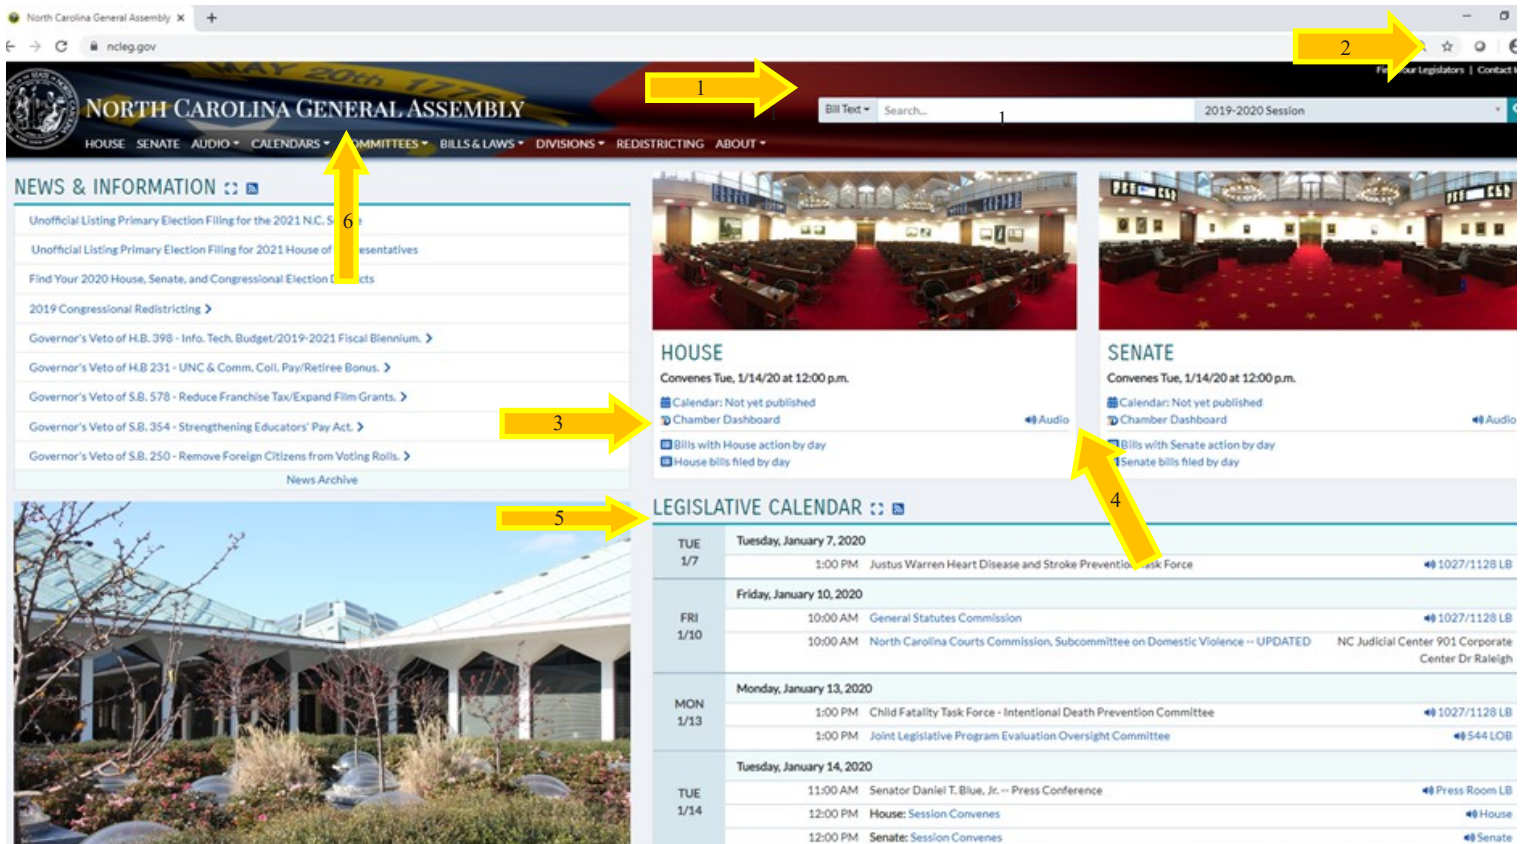 North Carolina General Assembly
ncleg.gov
2
MAY 20th 1775
Find Your Legislators | Contact
1
NORTH CAROLINA GENERAL ASSEMBLY
Bill Text Search... 1 2019-2020 Session
HOUSE SENATE AUDIO CALENDARS COMMITTEES BILLS & LAWS DIVISIONS REDISTRICTING ABOUT
NEWS & INFORMATION
Unofficial Listing Primary Election Filing for the 2021 N.C.
6
Unofficial Listing Primary Election Filing for 2021 House of
Find Your 2020 House, Senate, and Congressional Election
2019 Congressional Redistricting
Governor's Veto of H.B. 398 - Info. Tech. Budget/2019-2021 Fiscal Biennium.
Governor's Veto of H.B 231 - UNC & Comm. Coll. Pay/Retiree Bonus.
Governor's Veto of S.B. 578 - Reduce Franchise Tax/Expand Film Grants.
Governor's Veto of S.B. 354 - Strengthening Educators' Pay Act.
Governor's Veto of S.B. 250 - Remove Foreign Citizens from Voting Rolls.
News Archive
HOUSE
Convenes Tue, 1/14/20 at 12:00 p.m.
Calendar: Not yet published
3
Chamber Dashboard Audio
Bills with House action by day
House bills filed by day
SENATE
Convenes Tue, 1/14/20 at 12:00 p.m.
Calendar: Not yet published
Chamber Dashboard Audio
Bills with Senate action by day
Senate bills filed by day
4
5
LEGISLATIVE CALENDAR
TUE
1/7
Tuesday, January 7, 2020
1:00 PM Justus Warren Heart Disease and Stroke Prevention Task Force 1027/1128 LB
FRI
1/10
Friday, January 10, 2020
10:00 AM General Statutes Commission 1027/1128 LB
10:00 AM North Carolina Courts Commission, Subcommittee on Domestic Violence -- UPDATED NC Judicial Center 901 Corporate
Center Dr Raleigh
MON
1/13
Monday, January 13, 2020
1:00 PM Child Fatality Task Force - Intentional Death Prevention Committee 1027/1128 LB
1:00 PM Joint Legislative Program Evaluation Oversight Committee 544 LOB
TUE
1/14
Tuesday, January 14, 2020
11:00 AM Senator Daniel T. Blue, Jr. -- Press Conference Press Room LB
12:00 PM House: Session Convenes House
12:00 PM Senate: Session Convenes Senate